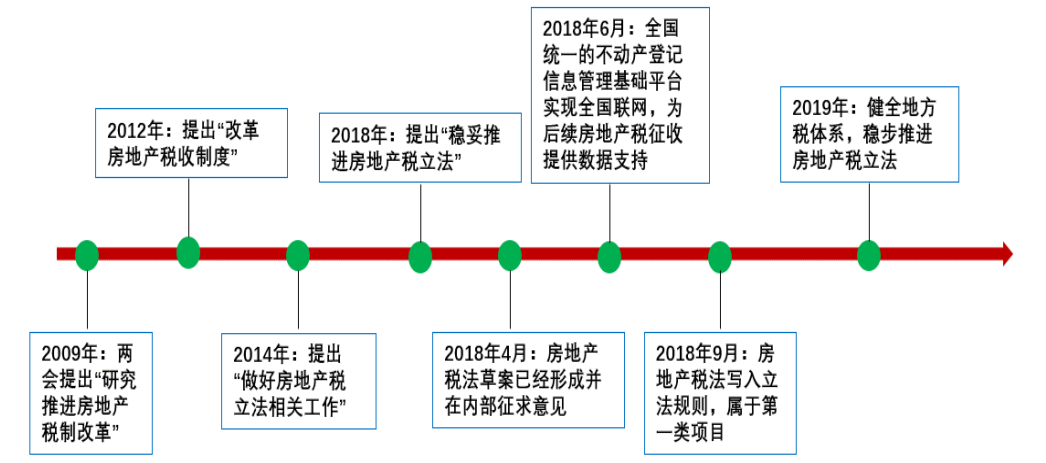 2009年：两
会提出“研究
推进房地产
税制改革”
2012年：提出“改革
房地产税收制度”
2014年：提出
“做好房地产税
立法相关工作”
2018年：提出“稳妥推
进房地产税立法”
2018年4月：房地产
税法草案已经形成并
在内部征求意见
2018年6月：全国
统一的不动产登记
信息管理基础平台
实现全国联网，为
后续房地产税征收
提供数据支持
2018年9月：房
地产税法写入立
法规则，属于第
一类项目
2019年：健全地方
税体系，稳步推进
房地产税立法